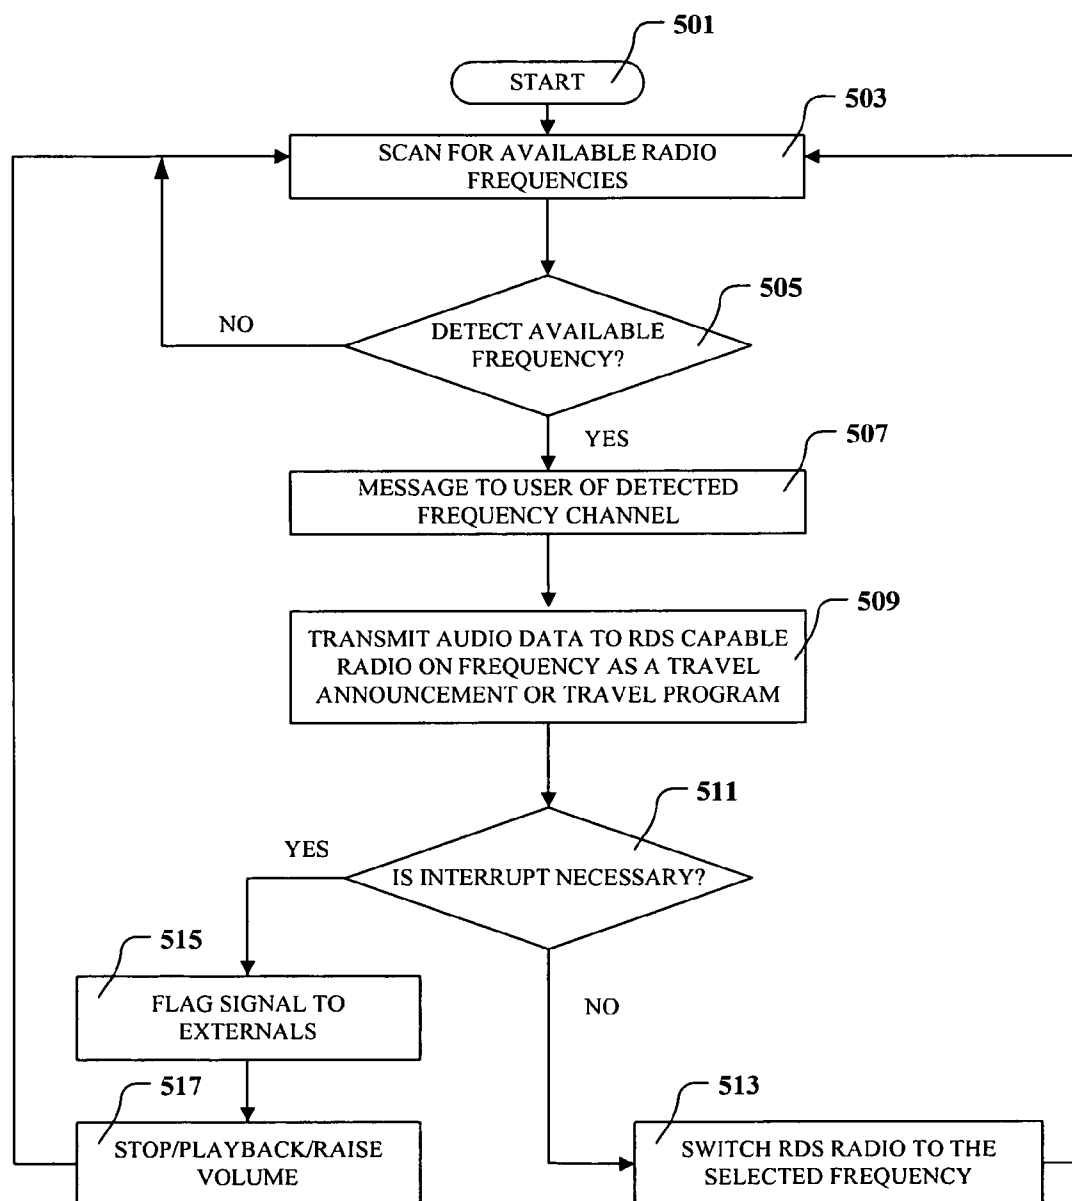 501
START
503
SCAN FOR AVAILABLE RADIO
FREQUENCIES
505
NO
DETECT AVAILABLE
FREQUENCY?
YES
507
MESSAGE TO USER OF DETECTED
FREQUENCY CHANNEL
509
TRANSMIT AUDIO DATA TO RDS CAPABLE
RADIO ON FREQUENCY AS A TRAVEL
ANNOUNCEMENT OR TRAVEL PROGRAM
511
YES
IS INTERRUPT NECESSARY?
515
FLAG SIGNAL TO
EXTERNALS
NO
517
STOP/PLAYBACK/RAISE
VOLUME
513
SWITCH RDS RADIO TO THE
SELECTED FREQUENCY